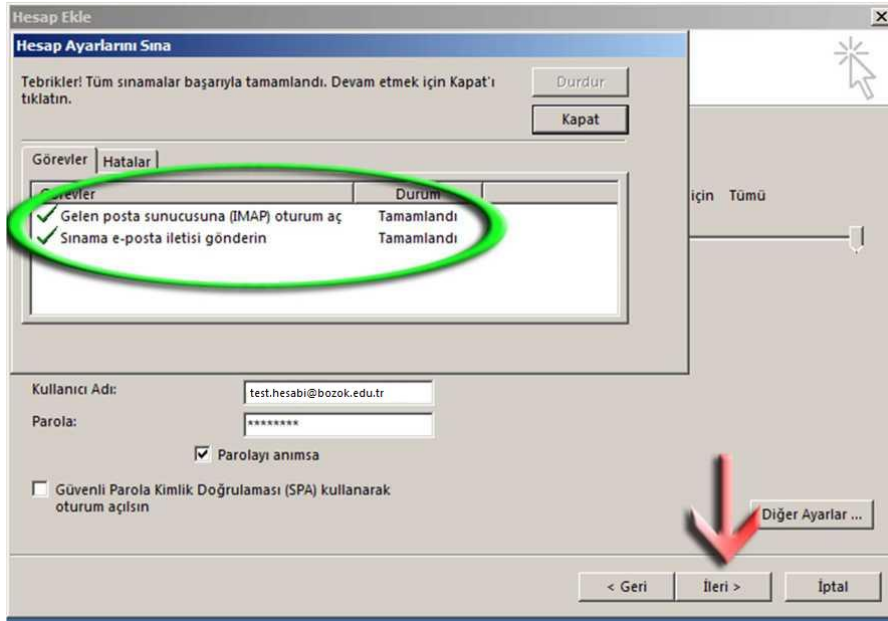 Hesap Ekle
Hesap Ayarlarını Sına
Tebrikler! Tüm sınamalar başarıyla tamamlandı. Devam etmek için Kapat'ı
tıklatın.
Durdur
Kapat
Görevler Hatalar
Görevler Durum
Gelen posta sunucusuna (IMAP) oturum aç Tamamlandı
Sınama e-posta iletisi gönderin Tamamlandı
için Tümü
Kullanıcı Adı: test.hesabi@bozok.edu.tr
Parola: ********
Parolayı anımsa
Güvenli Parola Kimlik Doğrulaması (SPA) kullanarak
oturum açılsın
Diğer Ayarlar ...
< Geri İleri > İptal